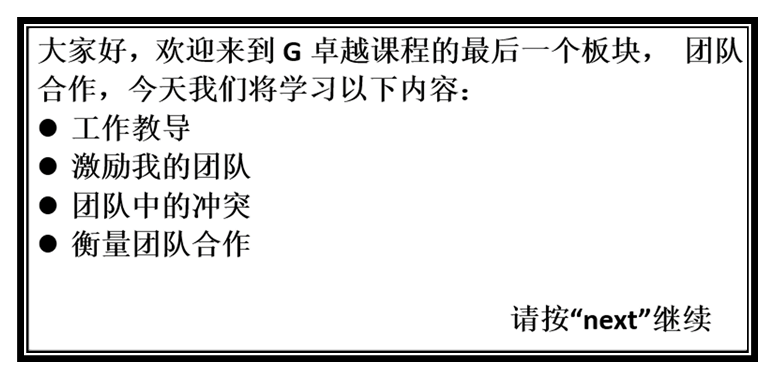 大家好，欢迎来到 G 卓越课程的最后一个板块， 团队
合作，今天我们将学习以下内容：
● 工作教导
● 激励我的团队
● 团队中的冲突
● 衡量团队合作
请按“next”继续